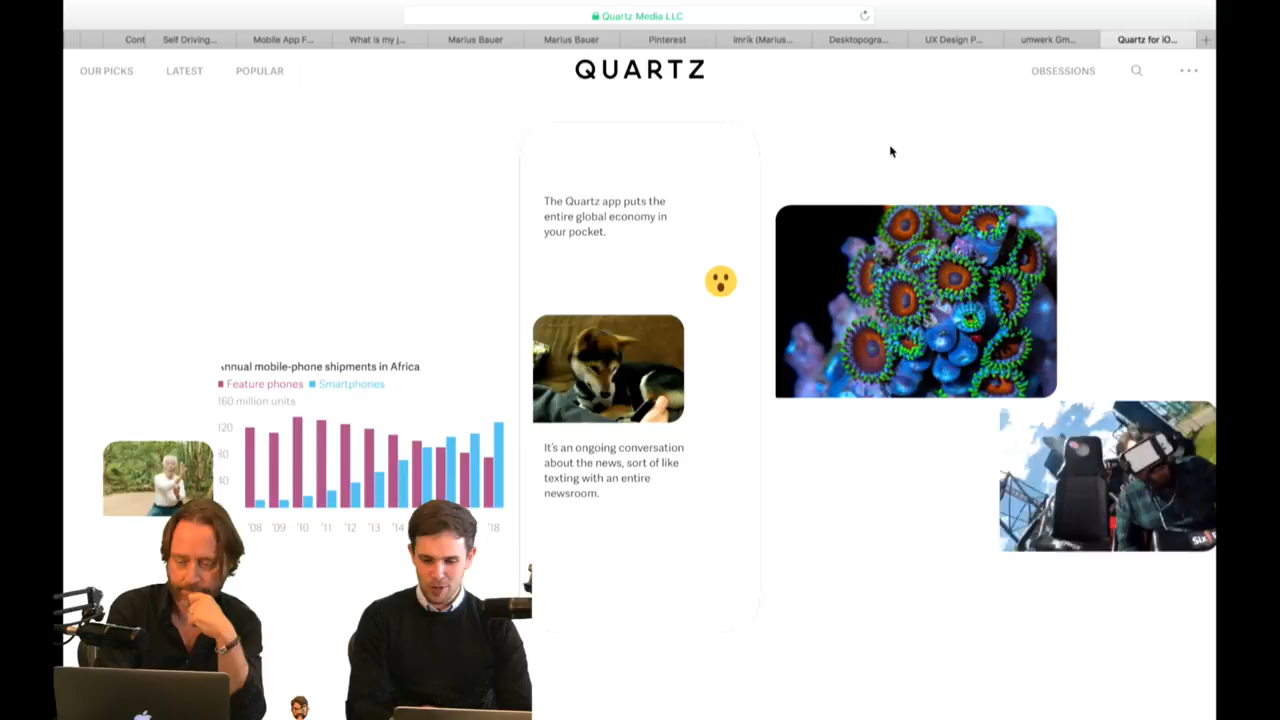 Quartz Media LLC
Cont
Self Driving...
Mobile App F...
What is my j...
Marius Bauer
Marius Bauer
Pinterest
Imrik (Marius...
Desktopogra...
UX Design P...
umwerk Gm...
Quartz for iO...
OUR PICKS
LATEST
POPULAR
QUARTZ
OBSESSIONS
The Quartz app puts the
entire global economy in
your pocket.
nnual mobile-phone shipments in Africa
Feature phones
Smartphones
160 million units
120
80
40
'08 '09 '10 '11 '12 '13 '14 '18
It's an ongoing conversation
about the news, sort of like
texting with an entire
newsroom.